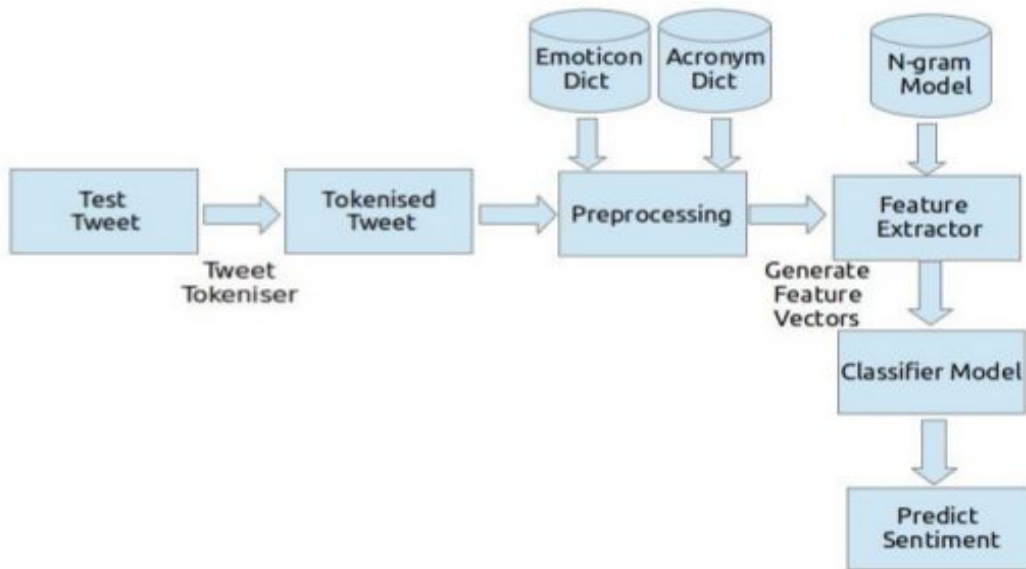 Emoticon
Dict
Acronym
Dict
N-gram
Model
Test
Tweet
Tokenised
Tweet
Preprocessing
Feature
Extractor
Tweet
Tokeniser
Generate
Feature
Vectors
Classifier Model
Predict
Sentiment